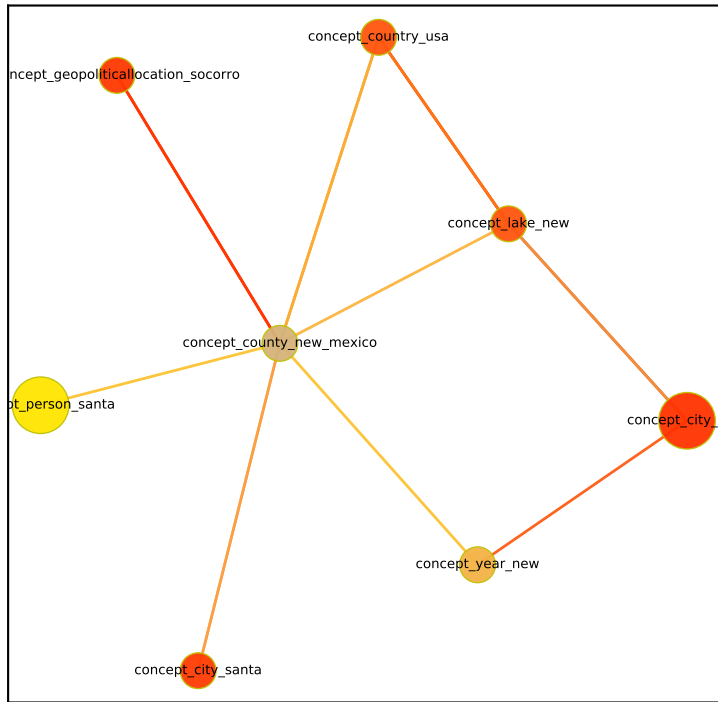 concept_country_usa
ncept_geopoliticallocation_socorro
concept_lake_new
concept_county_new_mexico
pt_person_santa
concept_city_
concept_year_new
concept_city_santa